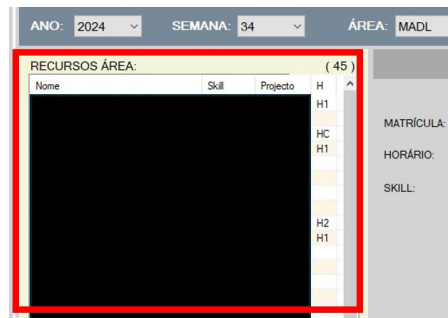 ANO: 2024 SEMANA: 34 ÁREA: MADL
RECURSOS ÁREA: ( 45 )
Nome Skill Projecto H
H1
HC
H1
H2
H1
MATRÍCULA:
HORÁRIO:
SKILL: